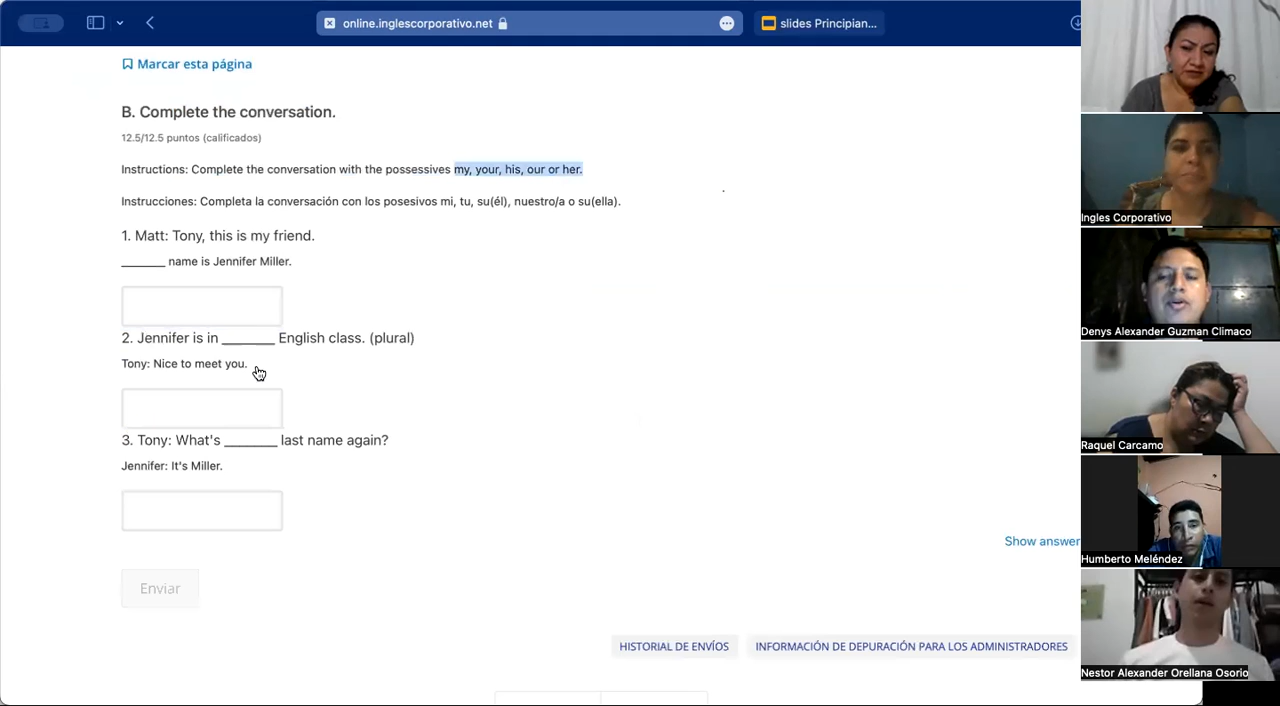 online.inglescorporativo.net
slides Principian...
Marcar esta página
B. Complete the conversation.
12.5/12.5 puntos (calificados)
Instructions: Complete the conversation with the possessives my, your, his, our or her.
Instrucciones: Completa la conversación con los posesivos mi, tu, su(él), nuestro/a o su(ella).
1. Matt: Tony, this is my friend.
_______ name is Jennifer Miller.
2. Jennifer is in _______ English class. (plural)
Tony: Nice to meet you.
3. Tony: What's _______ last name again?
Jennifer: It's Miller.
Show answer
Enviar
HISTORIAL DE ENVÍOS
INFORMACIÓN DE DEPURACIÓN PARA LOS ADMINISTRADORES
Ingles Corporativo
Denys Alexander Guzman Climaco
Raquel Carcamo
Humberto Meléndez
Nestor Alexander Orellana Osorio